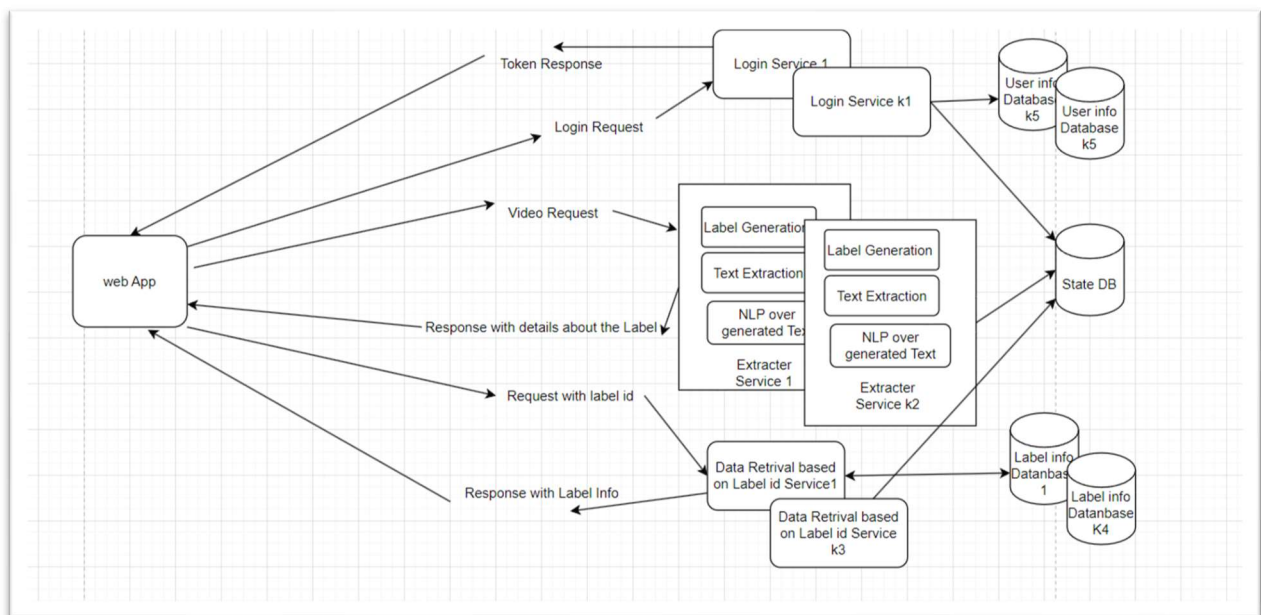 Token Response
Login Service 1
Login Service k1
User info
Database
k5
User info
Database
k5
Login Request
Video Request
Label Generation
Text Extraction
NLP over
generated Tex
Extracter
Service 1
Label Generation
Text Extraction
NLP over
generated Text
Extracter
Service k2
web App
State DB
Response with details about the Label
Request with label id
Data Retrival based
on Label id Service1
Data Retrival based
on Label id Service
k3
Response with Label Info
Label info
Datanbase
1
Label info
Datanbase
K4